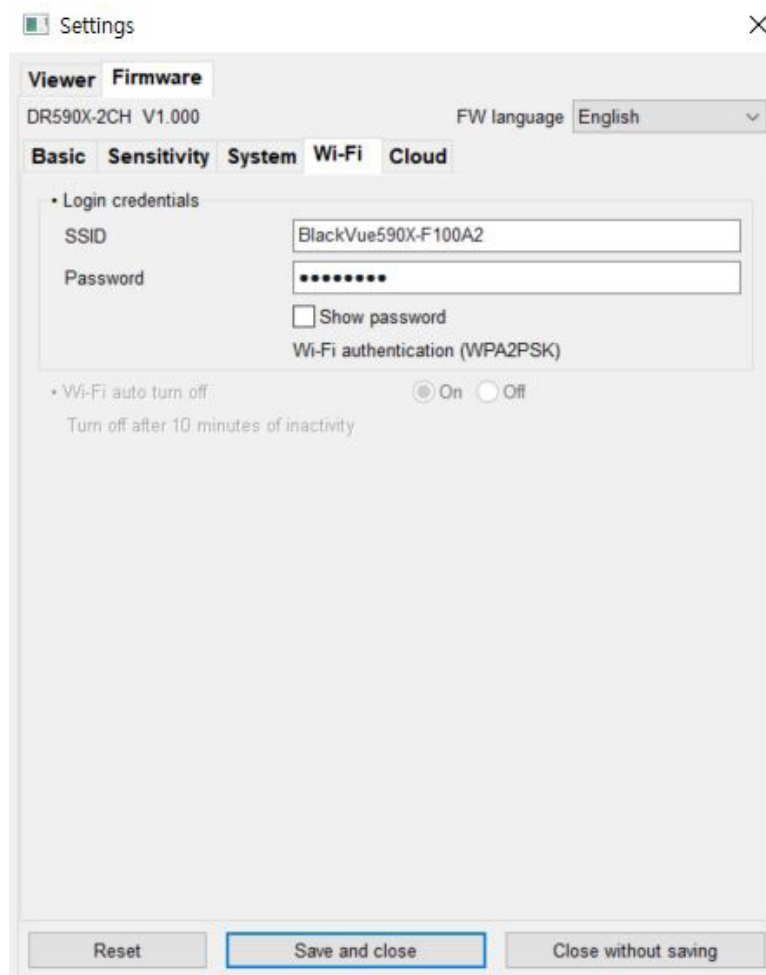 Settings
Viewer Firmware
DR590X-2CH V1.000 FW language English
Basic Sensitivity System Wi-Fi Cloud
• Login credentials
SSID BlackVue590X-F100A2
Password ••••••••
Show password
Wi-Fi authentication (WPA2PSK)
• Wi-Fi auto turn off On Off
Turn off after 10 minutes of inactivity
Reset Save and close Close without saving